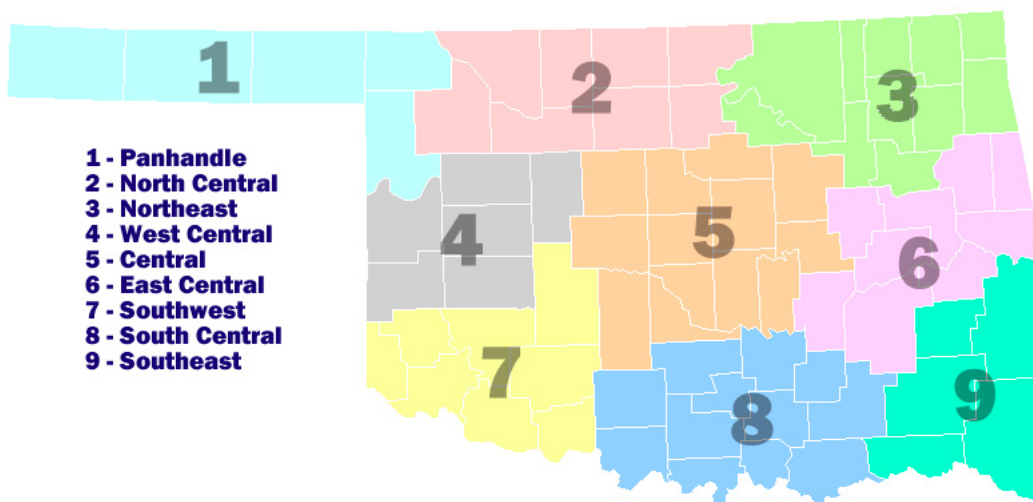 1
2
3
1 - Panhandle
2 - North Central
3 - Northeast
4 - West Central
5 - Central
6 - East Central
7 - Southwest
8 - South Central
9 - Southeast
4
5
6
7
8
9